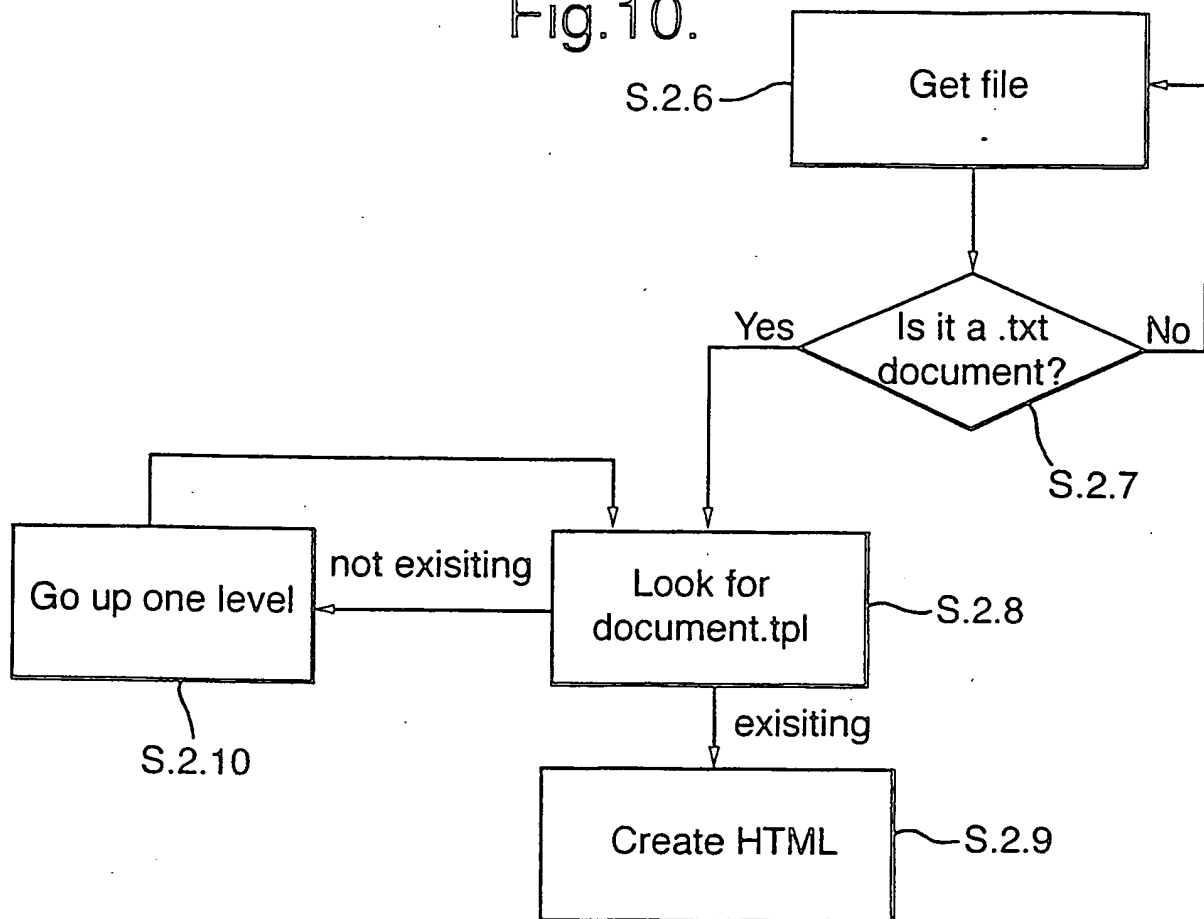 Fig.10.
Get file
S.2.6
Is it a .txt
document?
Yes
No
S.2.7
Look for
document.tpl
S.2.8
not exisiting
Go up one level
S.2.10
exisiting
Create HTML
S.2.9